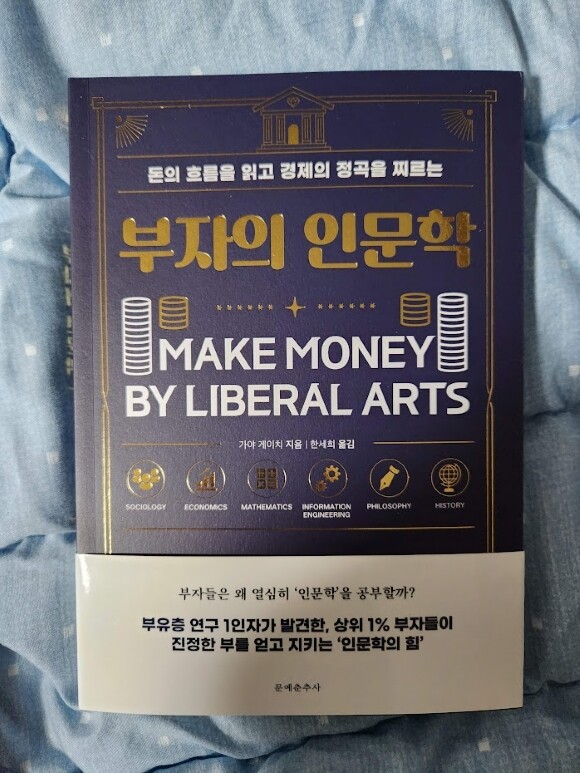 돈의 흐름을 읽고 경제의 정곡을 찌르는
부자의 인문학
MAKE MONEY
BY LIBERAL ARTS
가야 게이치 지음 | 한세희 옮김
SOCIOLOGY ECONOMICS MATHEMATICS INFORMATION ENGINEERING PHILOSOPHY HISTORY
부자들은 왜 열심히 ‘인문학’을 공부할까?
부유층 연구 1인자가 발견한, 상위 1% 부자들이
진정한 부를 얻고 지키는 ‘인문학의 힘’
문예춘추사